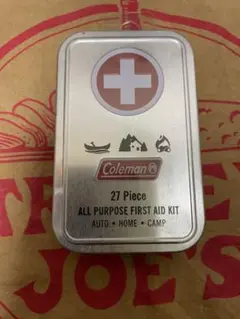 Coleman
27 Piece
ALL PURPOSE FIRST AID KIT
AUTO • HOME • CAMP
JOE'S